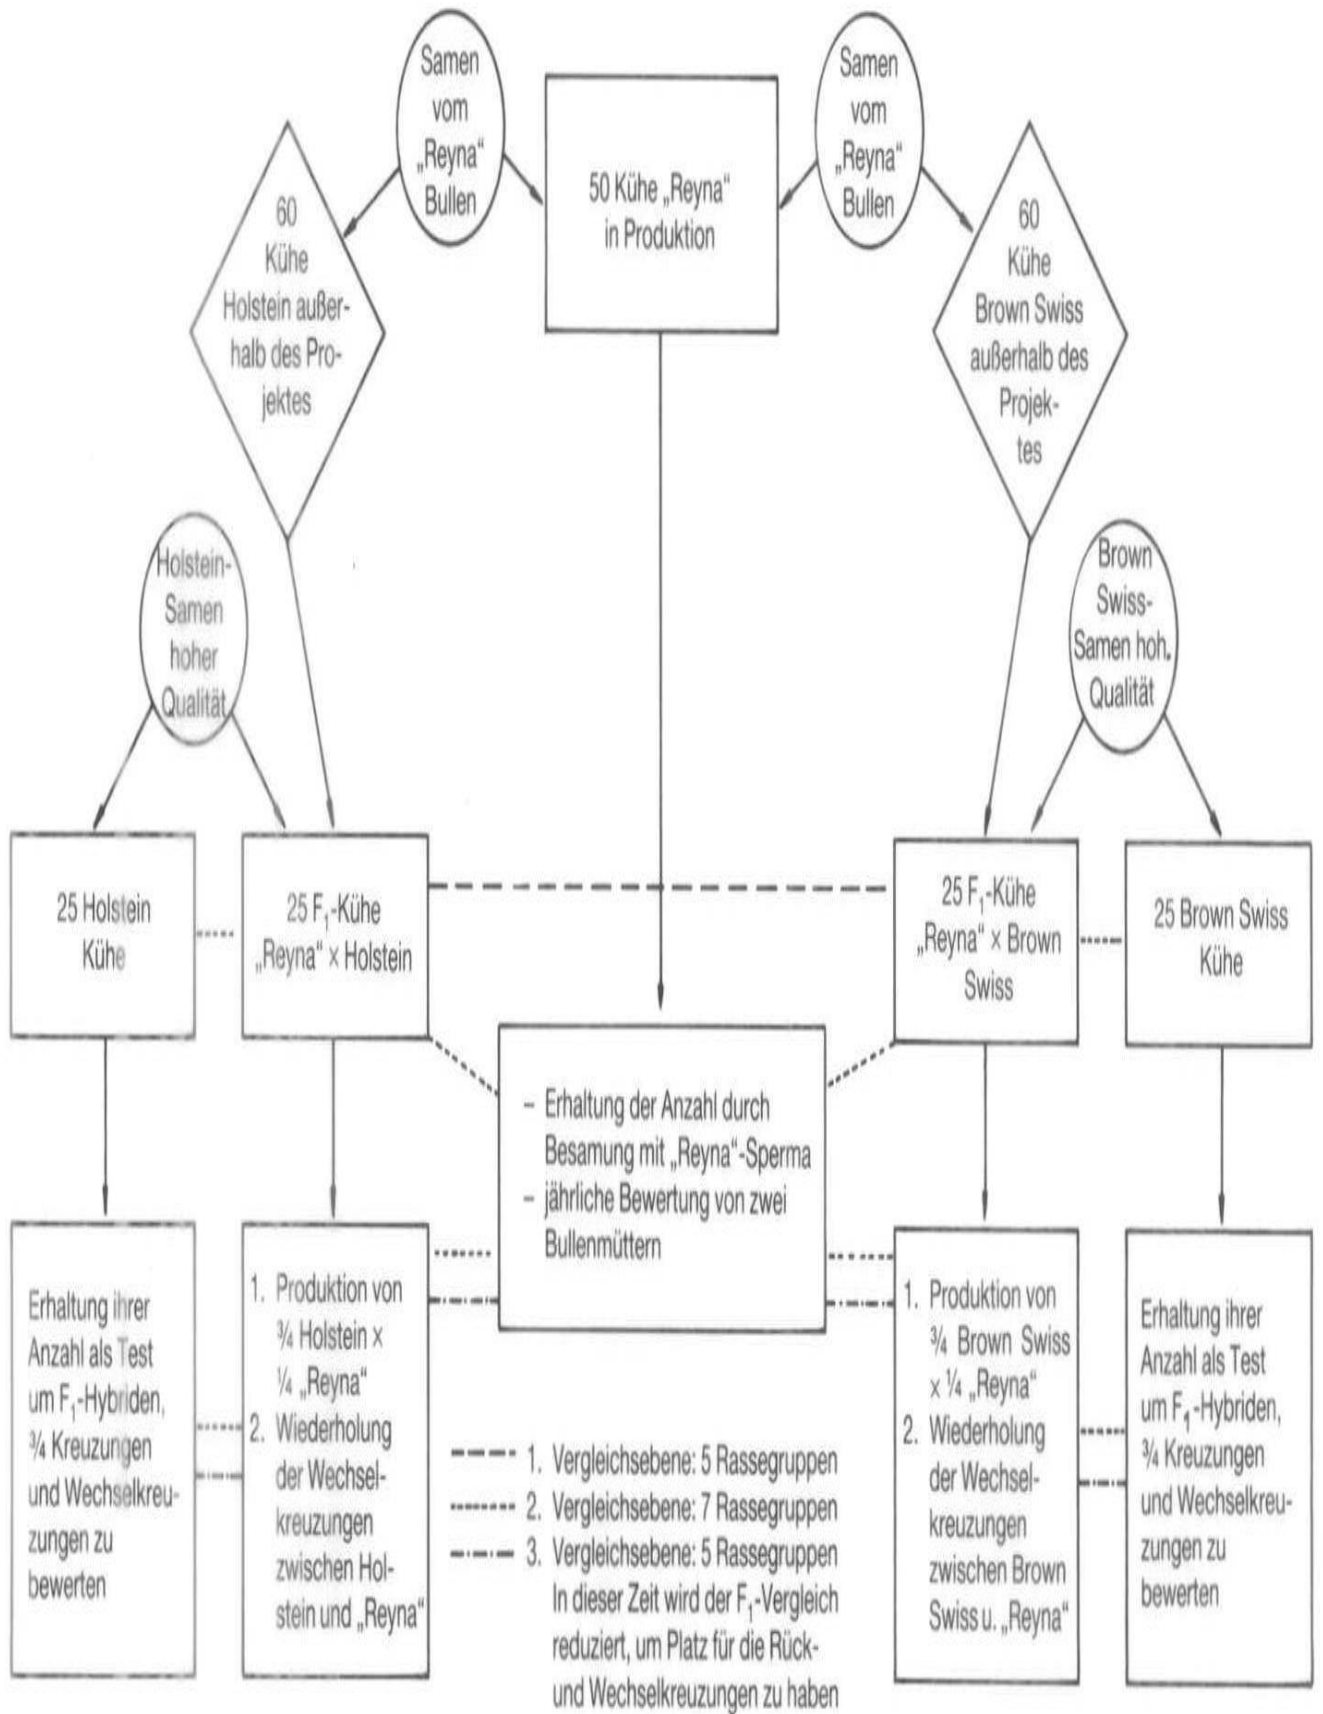 Samen
vom
„Reyna“
Bullen
50 Kühe „Reyna“
in Produktion
Samen
vom
„Reyna“
Bullen
60
Kühe
Holstein außer-
halb des Pro-
jektes
60
Kühe
Brown Swiss
außerhalb des
Projek-
tes
Holstein-
Samen
hoher
Qualität
Brown
Swiss-
Samen hoh.
Qualität
25 Holstein
Kühe
25 F₁-Kühe
„Reyna“ × Holstein
25 F₁-Kühe
„Reyna“ × Brown
Swiss
25 Brown Swiss
Kühe
– Erhaltung der Anzahl durch
Besamung mit „Reyna“-Sperma
– jährliche Bewertung von zwei
Bullenmüttern
Erhaltung ihrer
Anzahl als Test
um F₁-Hybriden,
¾ Kreuzungen
und Wechselkreu-
zungen zu
bewerten
1. Produktion von
¾ Holstein ×
¼ „Reyna“
2. Wiederholung
der Wechsel-
kreuzungen
zwischen Hol-
stein und „Reyna“
1. Vergleichsebene: 5 Rassegruppen
2. Vergleichsebene: 7 Rassegruppen
3. Vergleichsebene: 5 Rassegruppen
In dieser Zeit wird der F₁-Vergleich
reduziert, um Platz für die Rück-
und Wechselkreuzungen zu haben
1. Produktion von
¾ Brown Swiss
× ¼ „Reyna“
2. Wiederholung
der Wechsel-
kreuzungen
zwischen Brown
Swiss u. „Reyna“
Erhaltung ihrer
Anzahl als Test
um F₁-Hybriden,
¾ Kreuzungen
und Wechselkreu-
zungen zu
bewerten